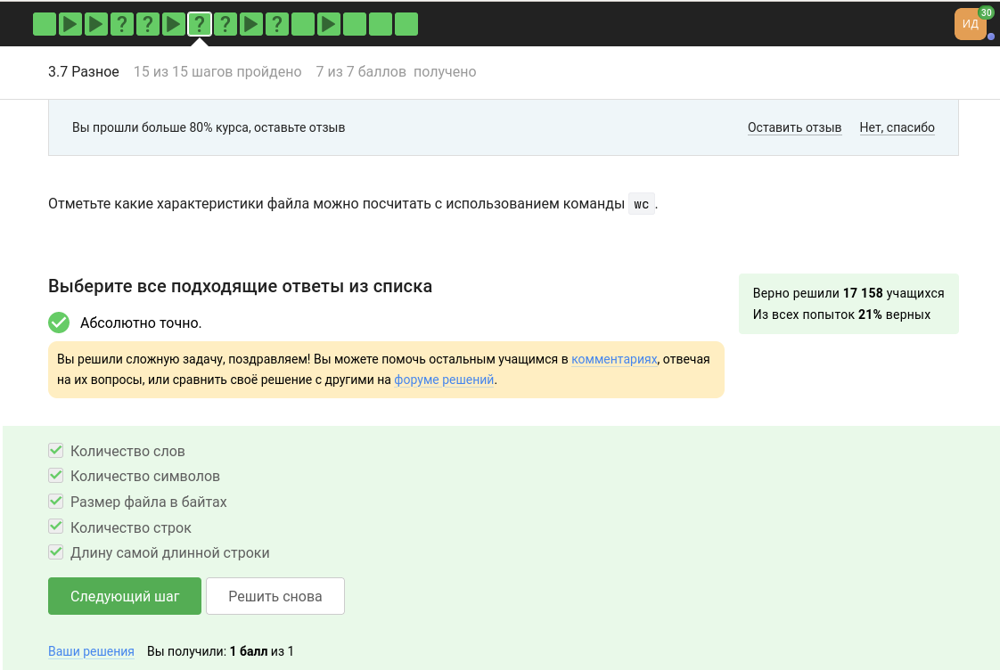 ? ? ? ? ?
ИД 30
3.7 Разное 15 из 15 шагов пройдено 7 из 7 баллов получено
Вы прошли больше 80% курса, оставьте отзыв Оставить отзыв Нет, спасибо
Отметьте какие характеристики файла можно посчитать с использованием команды wc.
Выберите все подходящие ответы из списка
Верно решили 17 158 учащихся
Из всех попыток 21% верных
Абсолютно точно.
Вы решили сложную задачу, поздравляем! Вы можете помочь остальным учащимся в комментариях, отвечая
на их вопросы, или сравнить своё решение с другими на форуме решений.
Количество слов
Количество символов
Размер файла в байтах
Количество строк
Длину самой длинной строки
Следующий шаг Решить снова
Ваши решения Вы получили: 1 балл из 1